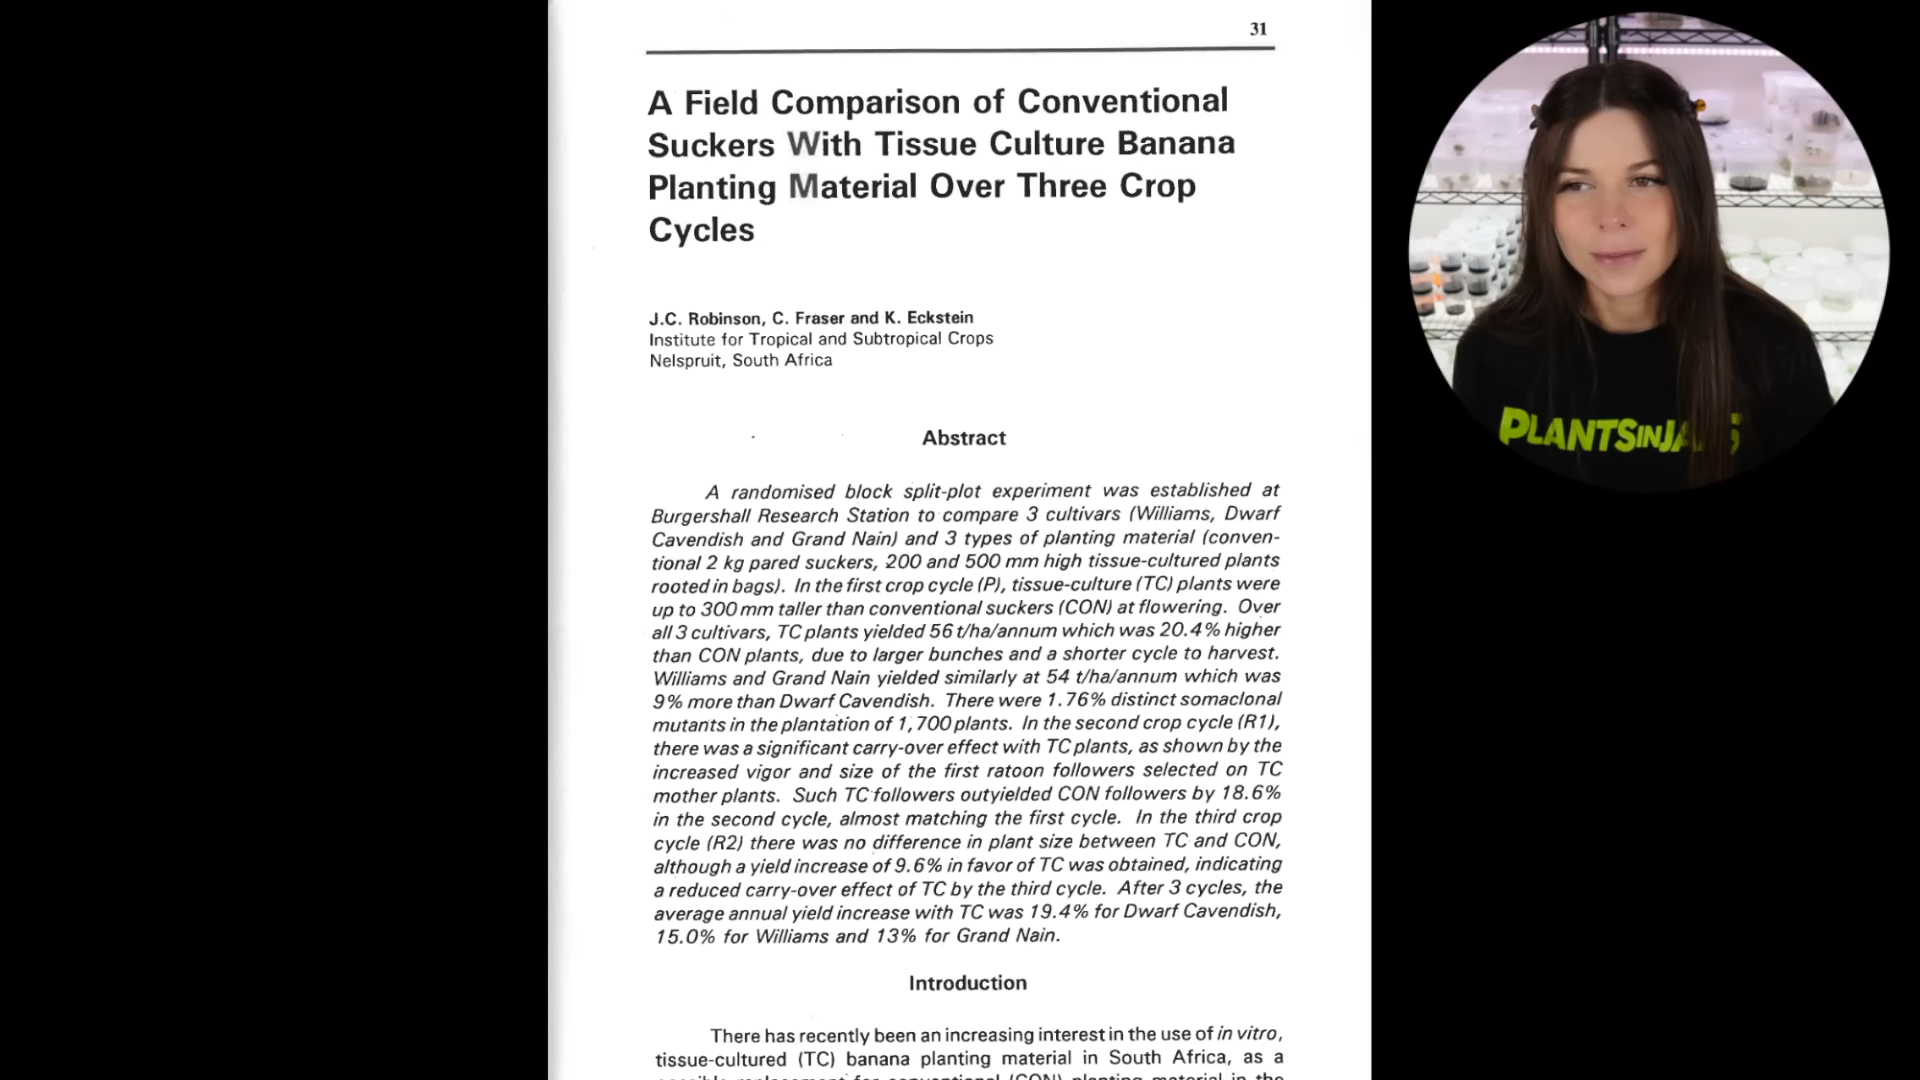 31
A Field Comparison of Conventional
Suckers With Tissue Culture Banana
Planting Material Over Three Crop
Cycles
J.C. Robinson, C. Fraser and K. Eckstein
Institute for Tropical and Subtropical Crops
Nelspruit, South Africa
Abstract
A randomised block split-plot experiment was established at
Burgershall Research Station to compare 3 cultivars (Williams, Dwarf
Cavendish and Grand Nain) and 3 types of planting material (conven-
tional 2 kg pared suckers, 200 and 500 mm high tissue-cultured plants
rooted in bags). In the first crop cycle (P), tissue-culture (TC) plants were
up to 300 mm taller than conventional suckers (CON) at flowering. Over
all 3 cultivars, TC plants yielded 56 t/ha/annum which was 20.4% higher
than CON plants, due to larger bunches and a shorter cycle to harvest.
Williams and Grand Nain yielded similarly at 54 t/ha/annum which was
9% more than Dwarf Cavendish. There were 1.76% distinct somaclonal
mutants in the plantation of 1,700 plants. In the second crop cycle (R1),
there was a significant carry-over effect with TC plants, as shown by the
increased vigor and size of the first ratoon followers selected on TC
mother plants. Such TC followers outyielded CON followers by 18.6%
in the second cycle, almost matching the first cycle. In the third crop
cycle (R2) there was no difference in plant size between TC and CON,
although a yield increase of 9.6% in favor of TC was obtained, indicating
a reduced carry-over effect of TC by the third cycle. After 3 cycles, the
average annual yield increase with TC was 19.4% for Dwarf Cavendish,
15.0% for Williams and 13% for Grand Nain.
Introduction
There has recently been an increasing interest in the use of in vitro,
tissue-cultured (TC) banana planting material in South Africa, as a
possible replacement for conventional (CON) planting material in the
PLANTSINJA